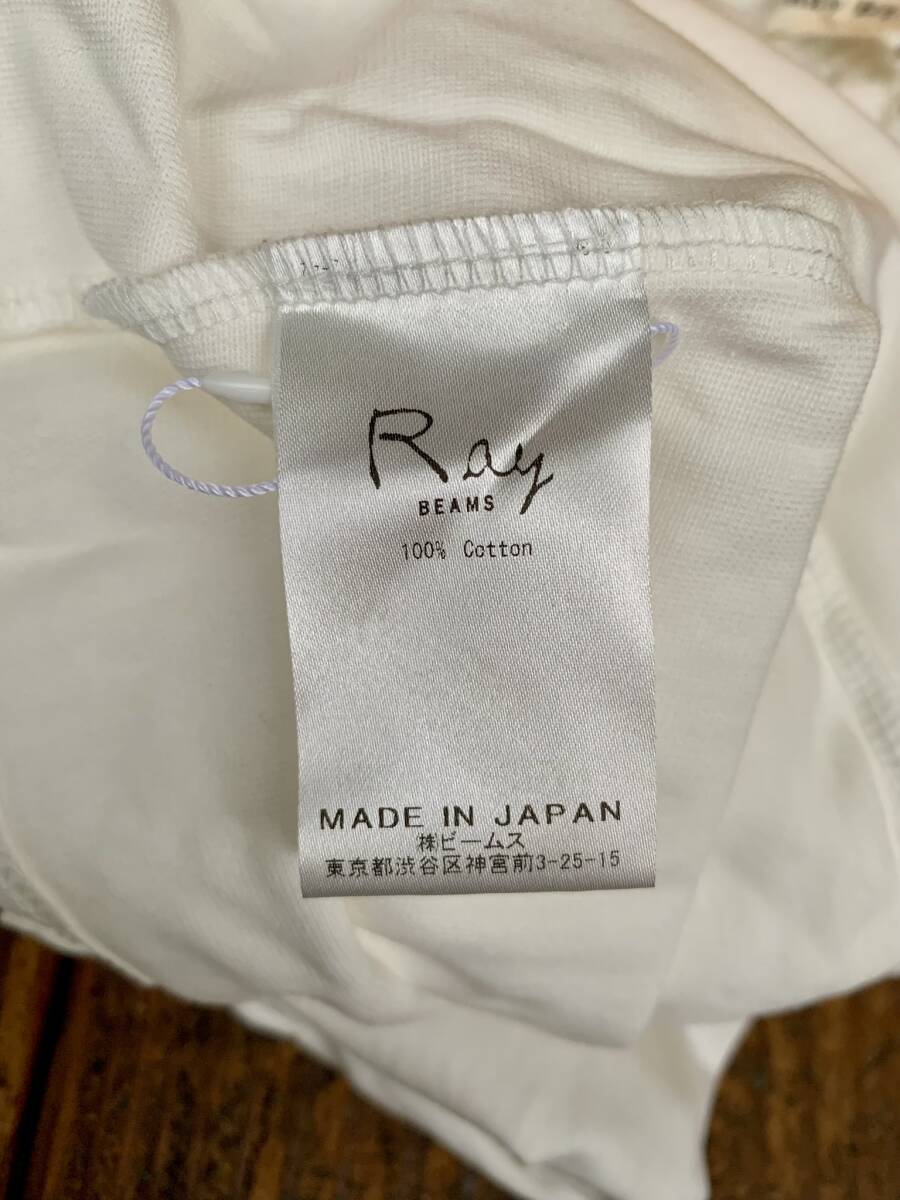 Ray
BEAMS
100% Cotton
MADE IN JAPAN
㈱ビームス
東京都渋谷区神宮前3-25-15